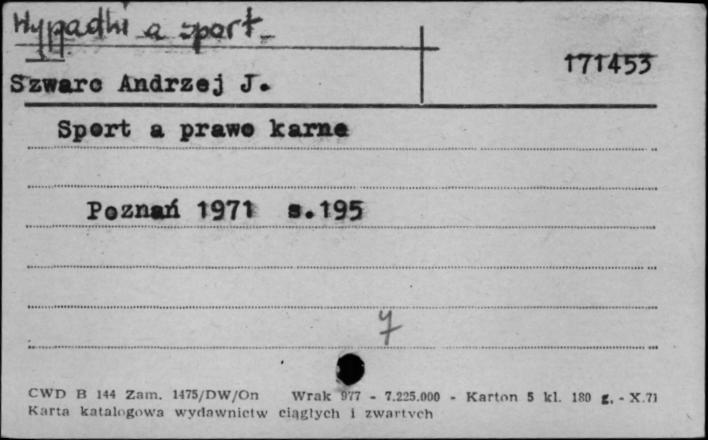 Wypadki a sport
171453
Szwarc Andrzej J.
Sport a prawo karne
Poznań 1971 s.195
7
CWD B 144 Zam. 1475/DW/On Wrak 977 - 7.225.000 - Karton 5 kl. 180 g. - X.71
Karta katalogowa wydawnictw ciągłych i zwartych